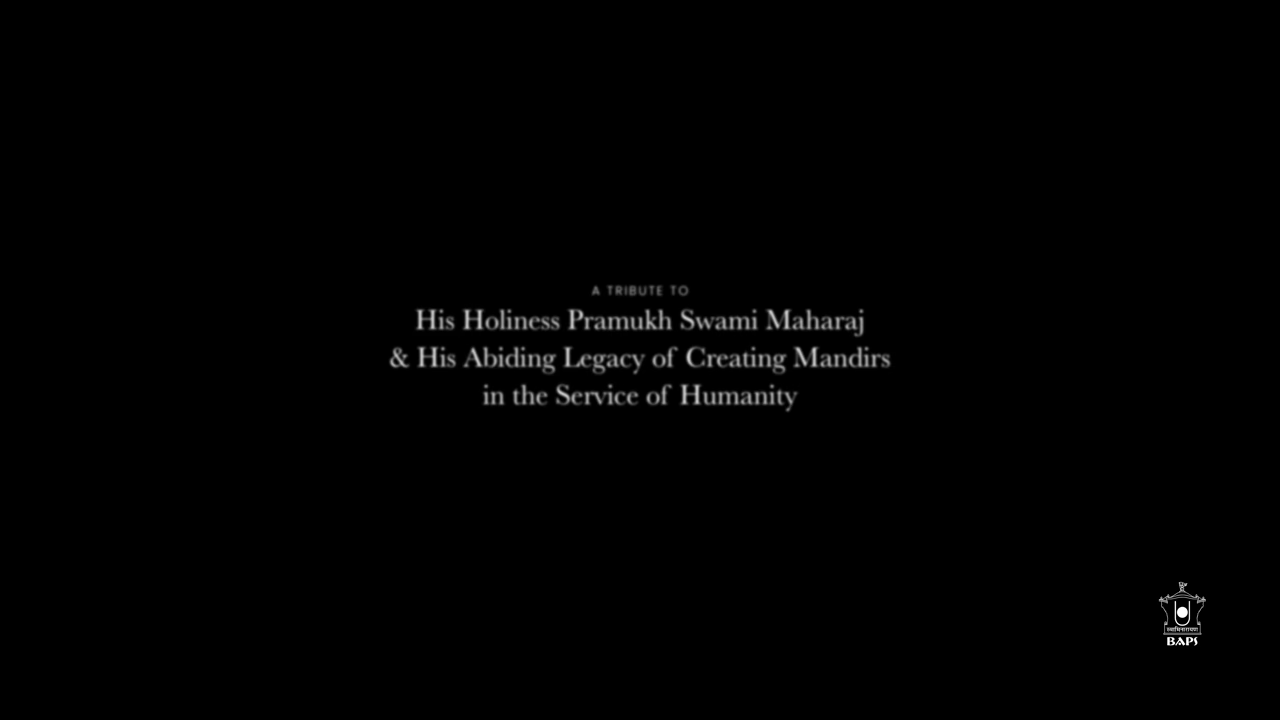 A TRIBUTE TO
His Holiness Pramukh Swami Maharaj
& His Abiding Legacy of Creating Mandirs
in the Service of Humanity
स्वामिनारायण
BAPS